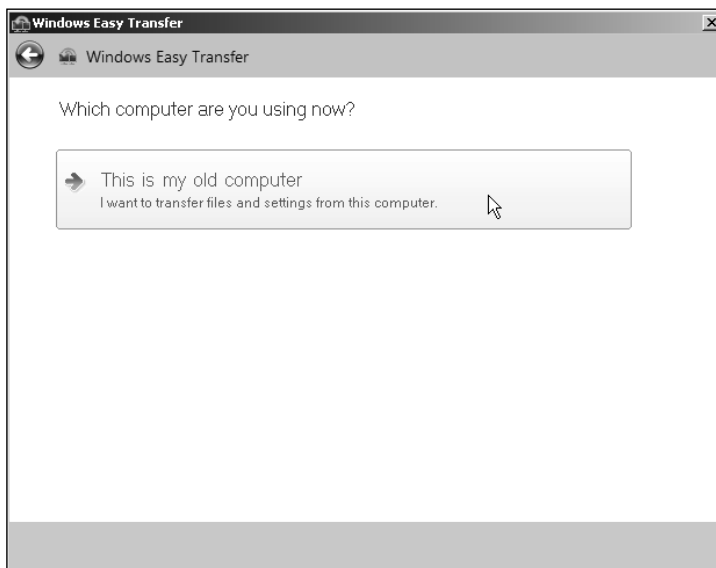 Windows Easy Transfer
Windows Easy Transfer
Which computer are you using now?
This is my old computer
I want to transfer files and settings from this computer.